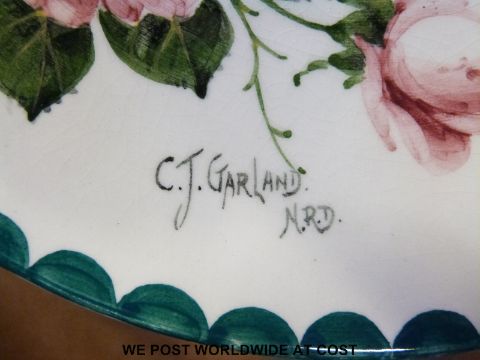 C.J. GARLAND.
N.R.D.
WE POST WORLDWIDE AT COST